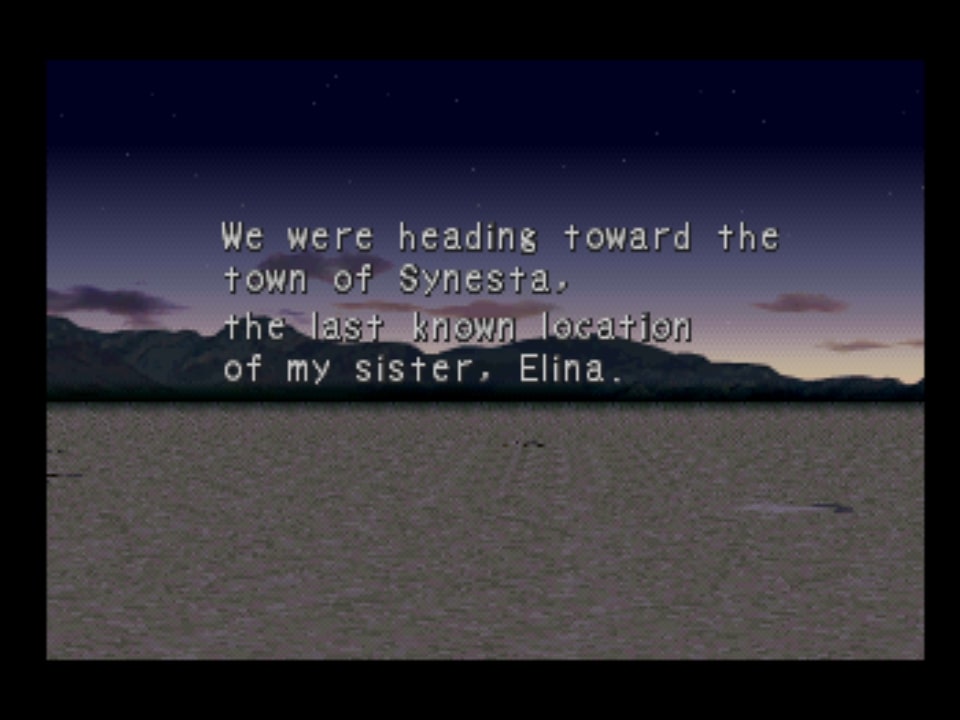 We were heading toward the
town of Synesta,
the last known location
of my sister, Elina.